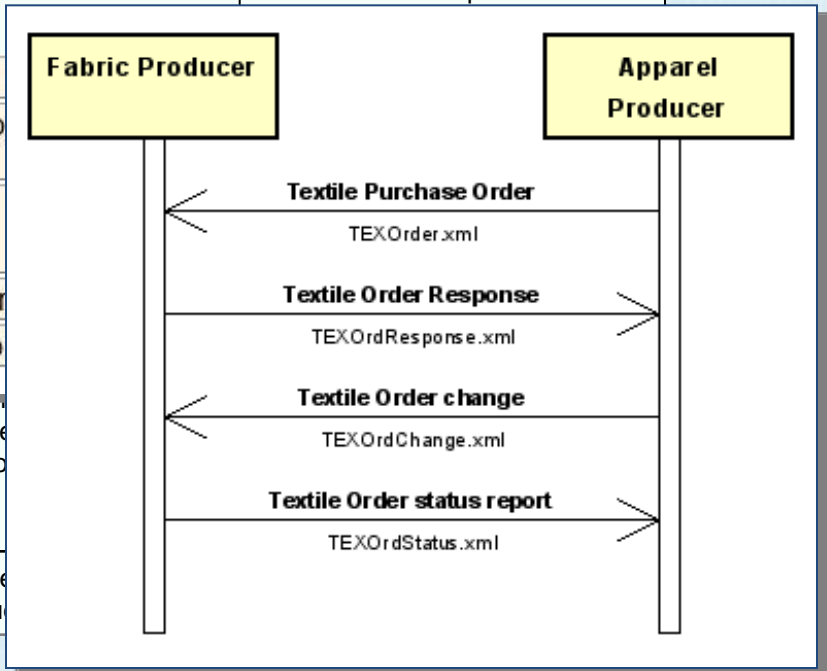 Fabric Producer
Apparel
Producer
Textile Purchase Order
TEXOrder.xml
Textile Order Response
TEXOrdResponse.xml
Textile Order change
TEXOrdChange.xml
Textile Order status report
TEXOrdStatus.xml